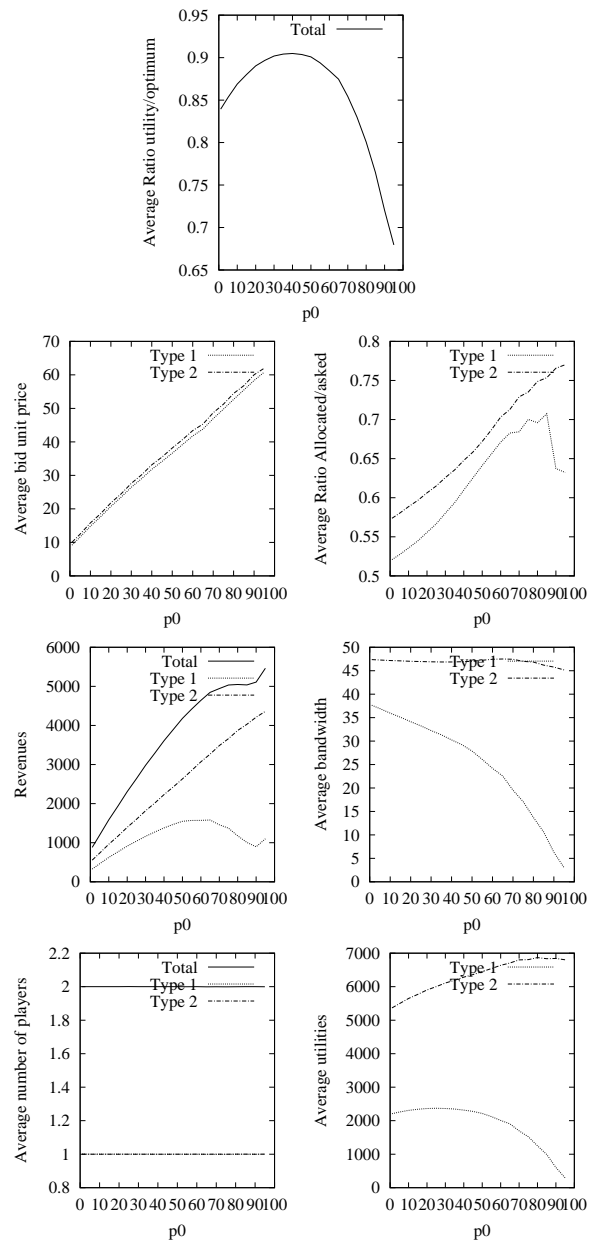 Average Ratio utility/optimum
0.95
0.9
0.85
0.8
0.75
0.7
0.65
Total
0 10 20 30 40 50 60 70 80 90 100
p0
Average bid unit price
70
60
50
40
30
20
10
0
Type 1
Type 2
0 10 20 30 40 50 60 70 80 90 100
p0
Average Ratio Allocated/asked
0.8
0.75
0.7
0.65
0.6
0.55
0.5
Type 1
Type 2
0 10 20 30 40 50 60 70 80 90 100
p0
Revenues
6000
5000
4000
3000
2000
1000
0
Total
Type 1
Type 2
0 10 20 30 40 50 60 70 80 90 100
p0
Average bandwidth
50
45
40
35
30
25
20
15
10
5
0
Type 1
Type 2
0 10 20 30 40 50 60 70 80 90 100
p0
Average number of players
2.2
2
1.8
1.6
1.4
1.2
1
0.8
Total
Type 1
Type 2
0 10 20 30 40 50 60 70 80 90 100
p0
Average utilities
7000
6000
5000
4000
3000
2000
1000
0
Type 1
Type 2
0 10 20 30 40 50 60 70 80 90 100
p0